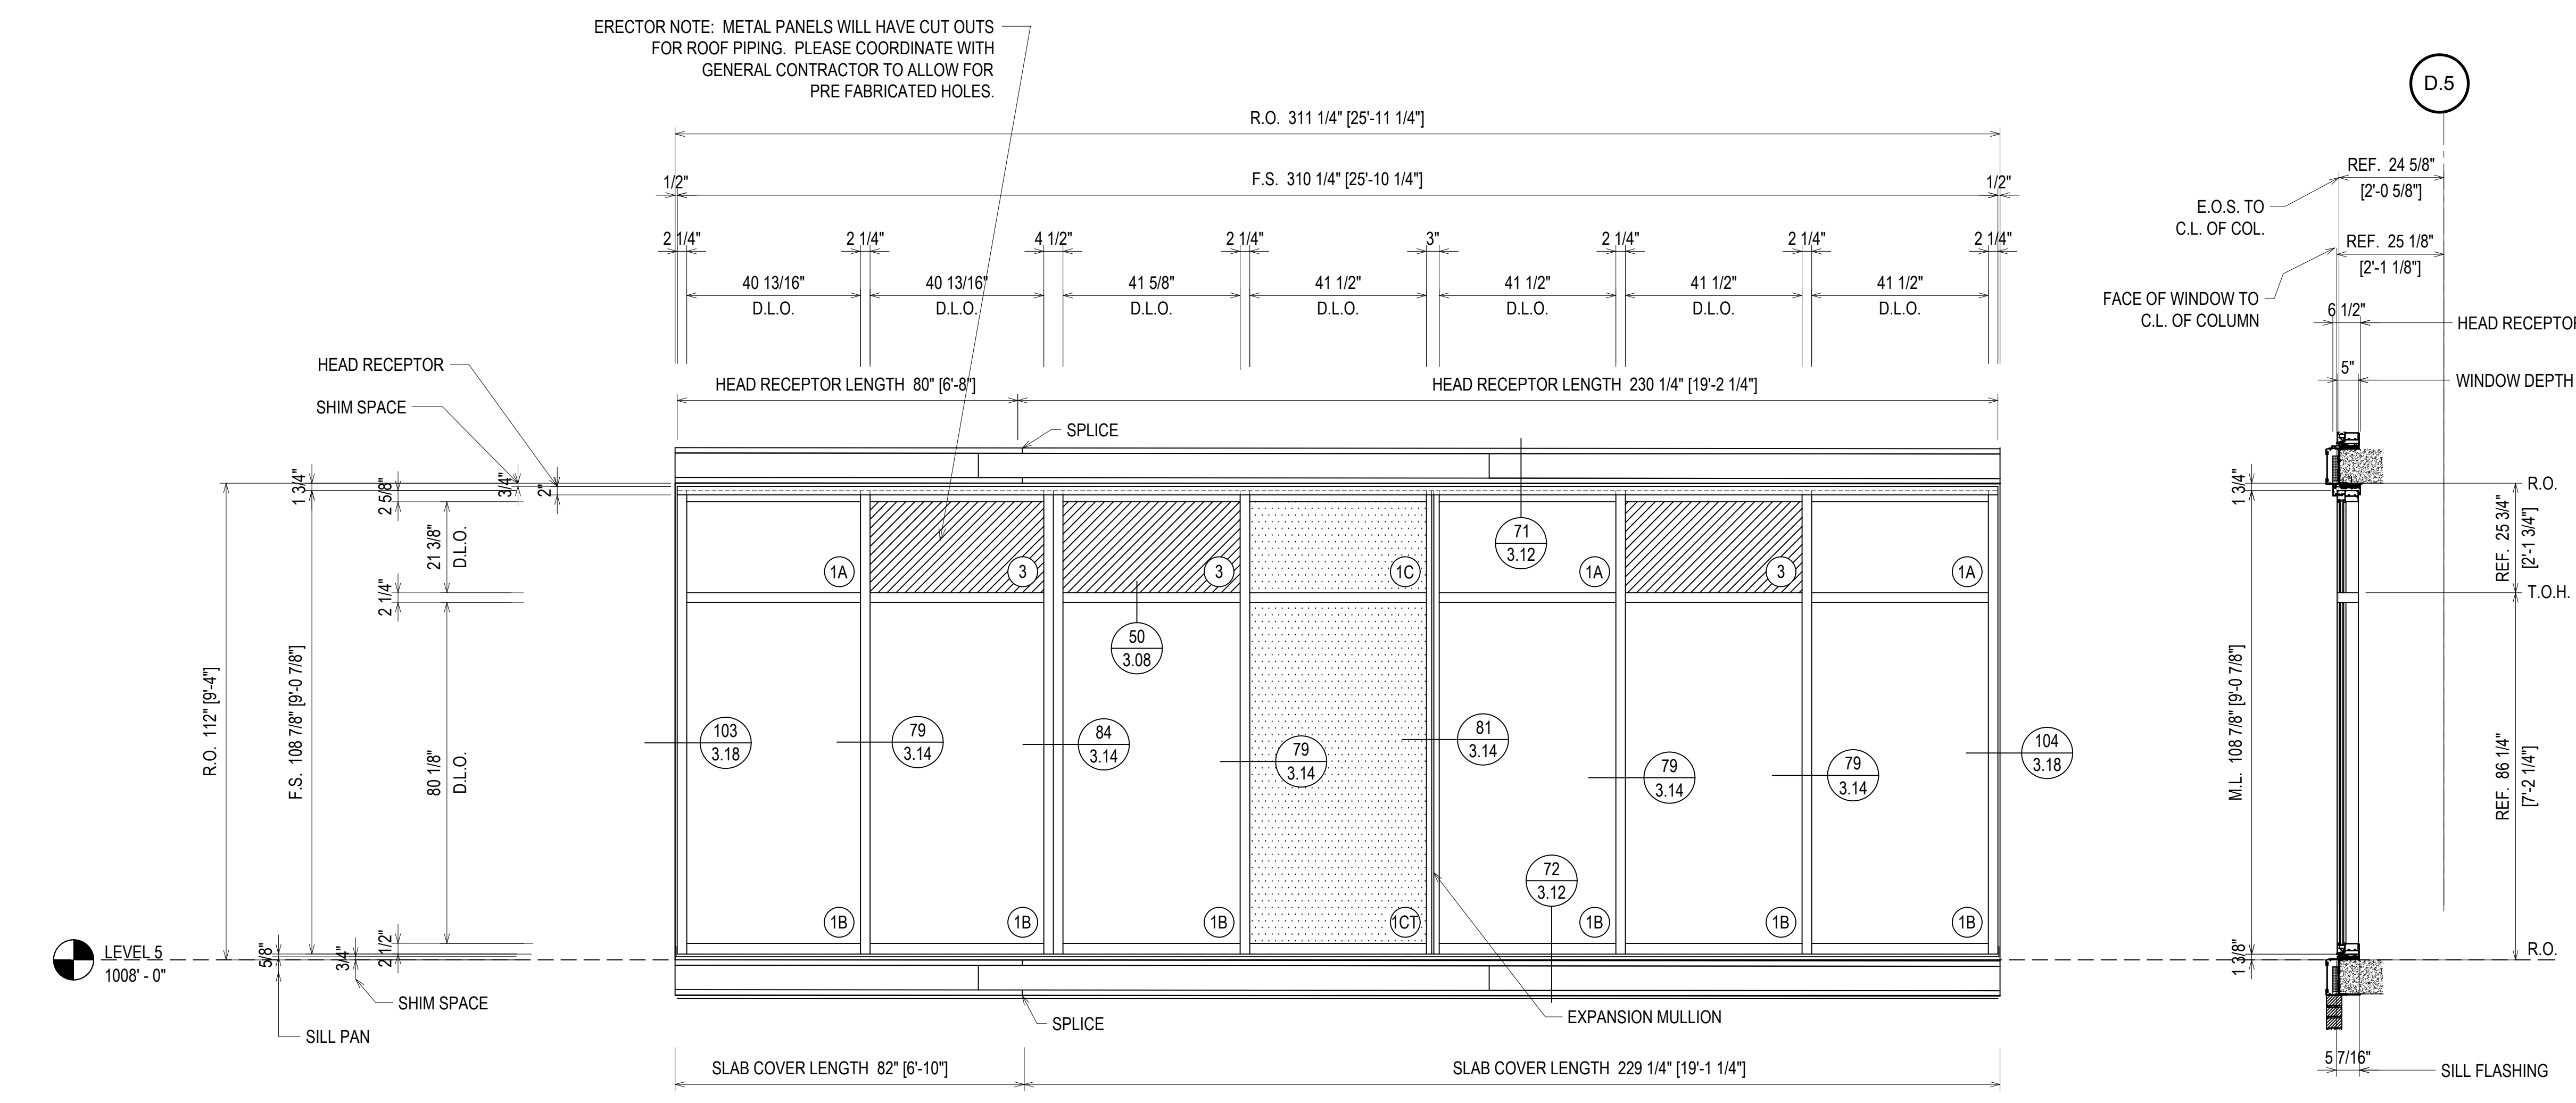 ERECTOR NOTE:  METAL PANELS WILL HAVE CUT OUTS
FOR ROOF PIPING.  PLEASE COORDINATE WITH
GENERAL CONTRACTOR TO ALLOW FOR
PRE FABRICATED HOLES.
D.5
R.O.  311 1/4" [25'-11 1/4"]
1/2"
F.S.  310 1/4" [25'-10 1/4"]
1/2"
2 1/4"
2 1/4"
4 1/2"
2 1/4"
3"
2 1/4"
2 1/4"
2 1/4"
40 13/16"
D.L.O.
40 13/16"
D.L.O.
41 5/8"
D.L.O.
41 1/2"
D.L.O.
41 1/2"
D.L.O.
41 1/2"
D.L.O.
41 1/2"
D.L.O.
HEAD RECEPTOR LENGTH  80" [6'-8"]
HEAD RECEPTOR LENGTH  230 1/4" [19'-2 1/4"]
SPLICE
HEAD RECEPTOR
SHIM SPACE
1 3/4"
2 5/8"
3/4"
2"
21 3/8"
D.L.O.
2 1/4"
R.O.  112" [9'-4"]
F.S.  108 7/8" [9'-0 7/8"]
80 1/8"
D.L.O.
5/8"
3/4"
2 1/2"
LEVEL 5
1008' - 0"
SHIM SPACE
SILL PAN
1A
3
3
1C
71
3.12
1A
3
1A
50
3.08
103
3.18
79
3.14
84
3.14
79
3.14
81
3.14
79
3.14
79
3.14
104
3.18
72
3.12
1B
1B
1B
1CT
1B
1B
1B
SPLICE
EXPANSION MULLION
SLAB COVER LENGTH  82" [6'-10"]
SLAB COVER LENGTH  229 1/4" [19'-1 1/4"]
REF.  24 5/8"
[2'-0 5/8"]
E.O.S. TO
C.L. OF COL.
REF.  25 1/8"
[2'-1 1/8"]
FACE OF WINDOW TO
C.L. OF COLUMN
6 1/2"
HEAD RECEPTOR
5"
WINDOW DEPTH
1 3/4"
R.O.
REF.  25 3/4"
[2'-1 3/4"]
T.O.H.
M.L.  108 7/8" [9'-0 7/8"]
REF.  86 1/4"
[7'-2 1/4"]
R.O.
1 3/8"
5 7/16"
SILL FLASHING